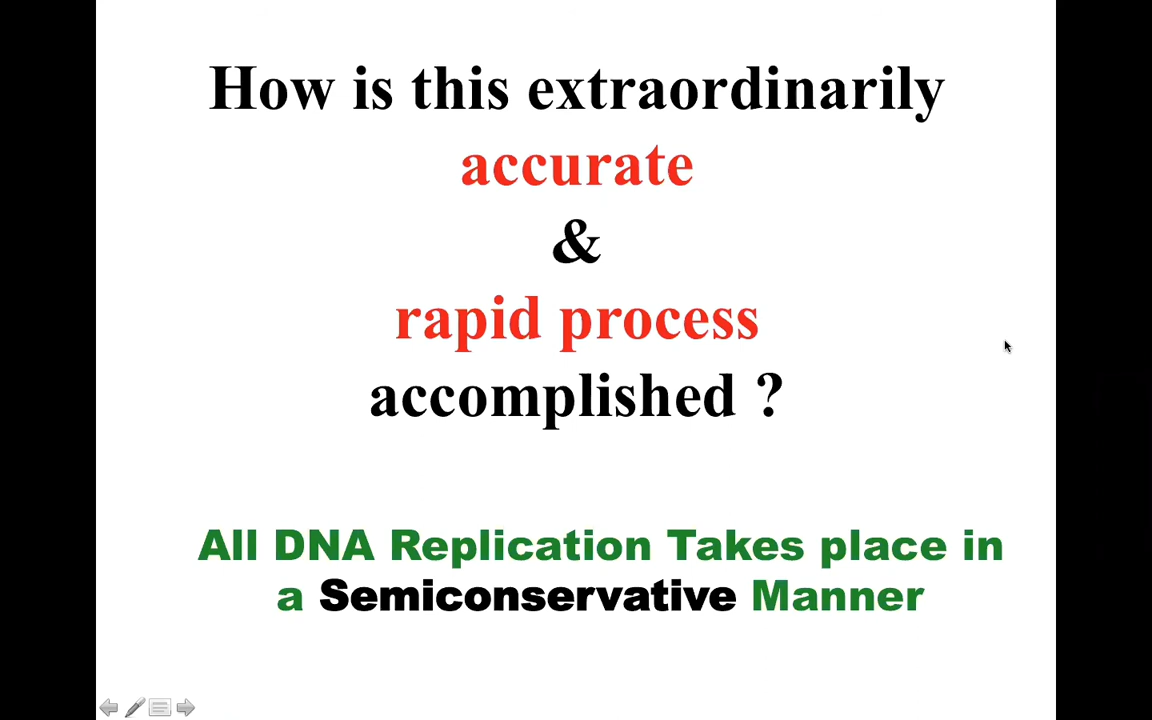 How is this extraordinarily
accurate
&
rapid process
accomplished ?
All DNA Replication Takes place in
a Semiconservative Manner